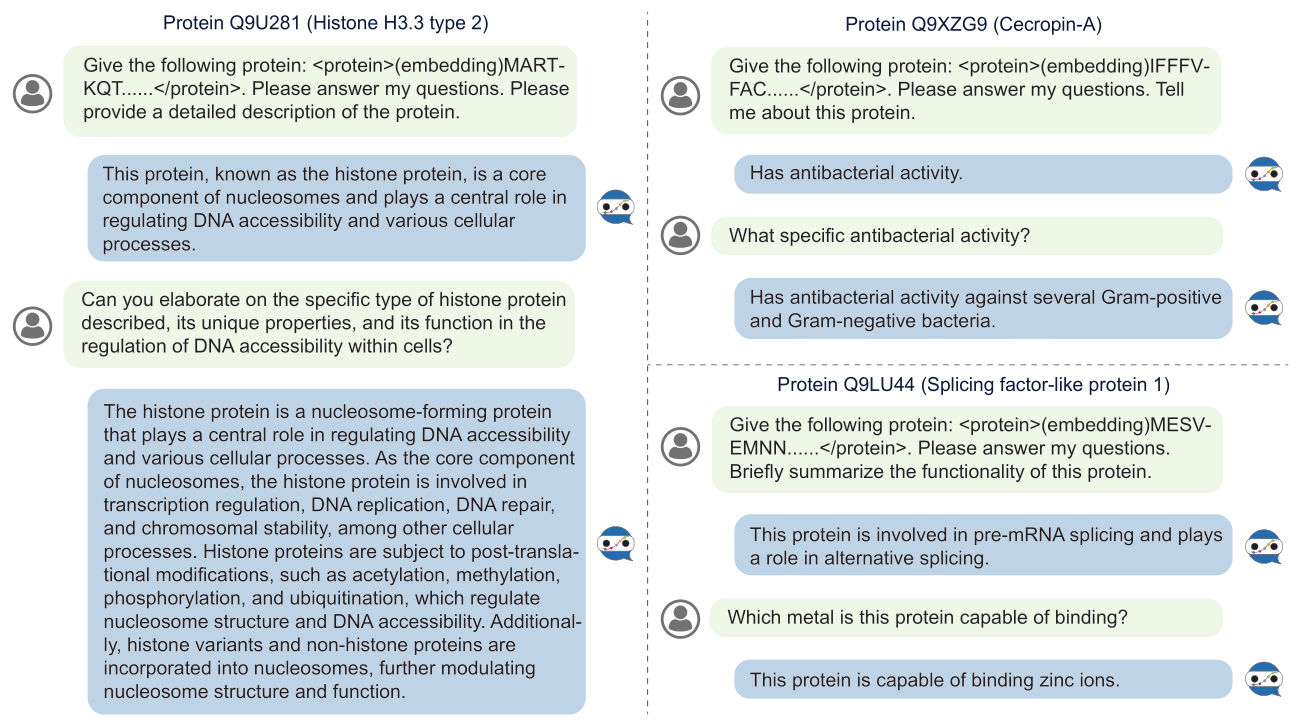 Protein Q9U281 (Histone H3.3 type 2)
Give the following protein: <protein>(embedding)MART-
KQT......</protein>. Please answer my questions. Please
provide a detailed description of the protein.
This protein, known as the histone protein, is a core
component of nucleosomes and plays a central role in
regulating DNA accessibility and various cellular
processes.
Can you elaborate on the specific type of histone protein
described, its unique properties, and its function in the
regulation of DNA accessibility within cells?
The histone protein is a nucleosome-forming protein
that plays a central role in regulating DNA accessibility
and various cellular processes. As the core component
of nucleosomes, the histone protein is involved in
transcription regulation, DNA replication, DNA repair,
and chromosomal stability, among other cellular
processes. Histone proteins are subject to post-transla-
tional modifications, such as acetylation, methylation,
phosphorylation, and ubiquitination, which regulate
nucleosome structure and DNA accessibility. Additional-
ly, histone variants and non-histone proteins are
incorporated into nucleosomes, further modulating
nucleosome structure and function.
Protein Q9XZG9 (Cecropin-A)
Give the following protein: <protein>(embedding)IFFFV-
FAC......</protein>. Please answer my questions. Tell
me about this protein.
Has antibacterial activity.
What specific antibacterial activity?
Has antibacterial activity against several Gram-positive
and Gram-negative bacteria.
Protein Q9LU44 (Splicing factor-like protein 1)
Give the following protein: <protein>(embedding)MESV-
EMNN......</protein>. Please answer my questions.
Briefly summarize the functionality of this protein.
This protein is involved in pre-mRNA splicing and plays
a role in alternative splicing.
Which metal is this protein capable of binding?
This protein is capable of binding zinc ions.